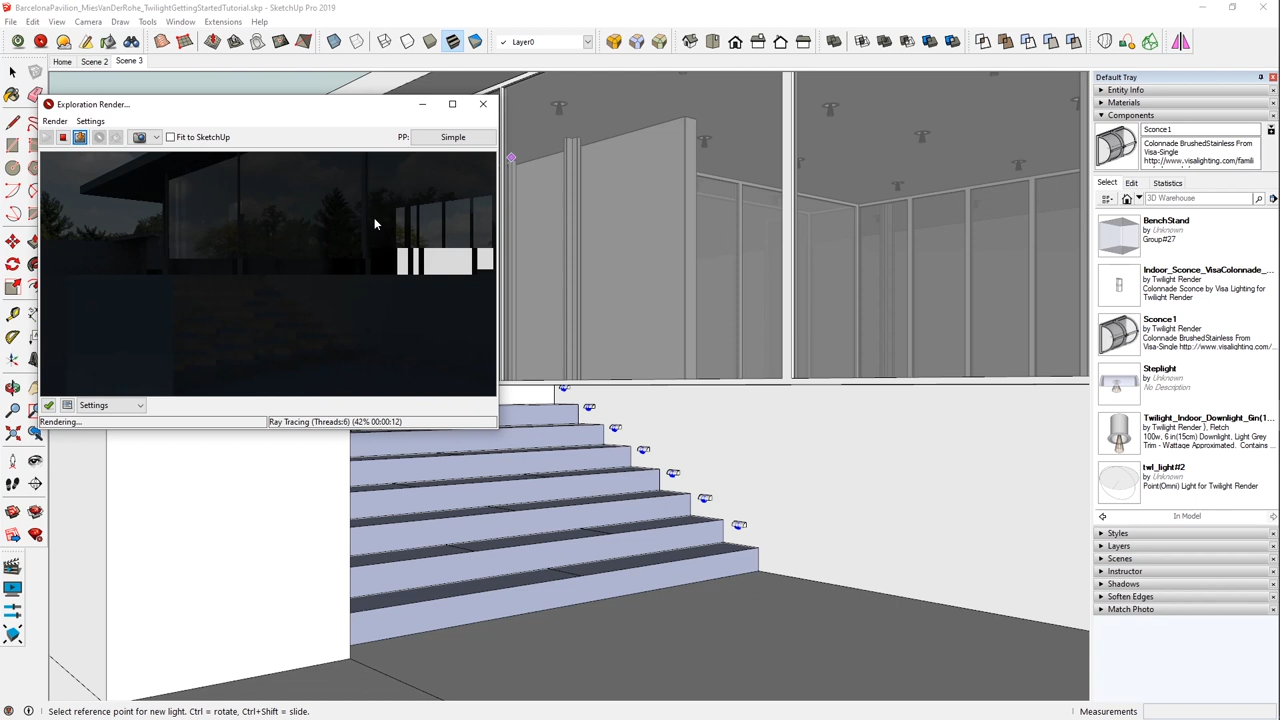 BarcelonaPavilion_MiesVanDerRohe_TwilightGettingStartedTutorial.skp - SketchUp Pro 2019
File Edit View Camera Draw Tools Window Extensions Help
Layer0
Home Scene 2 Scene 3
Exploration Render...
Render Settings
Fit to SketchUp PP: Simple
Settings
Rendering... Ray Tracing (Threads:6) (42% 00:00:12)
Default Tray
Entity Info
Materials
Components
Sconce1
Colonnade BrushedStainless From
Visa-Single
http://www.visalighting.com/famili
Select Edit Statistics
3D Warehouse
BenchStand
by Unknown
Group#27
Indoor_Sconce_VisaColonnade_...
by Twilight Render
Colonnade Sconce by Visa Lighting for
Twilight Render
Sconce1
by Twilight Render
Colonnade BrushedStainless From
Visa-Single http://www.visalighting.com/...
Steplight
by Unknown
No Description
Twilight_Indoor_Downlight_6in(1...
by Twilight Render }, Fletch
100w, 6 in(15cm) Downlight, Light Grey
Trim - Wattage Approximated. Contains ...
twl_light#2
by Unknown
Point(Omni) Light for Twilight Render
In Model
Styles
Layers
Scenes
Instructor
Shadows
Soften Edges
Match Photo
Select reference point for new light. Ctrl = rotate, Ctrl+Shift = slide. Measurements